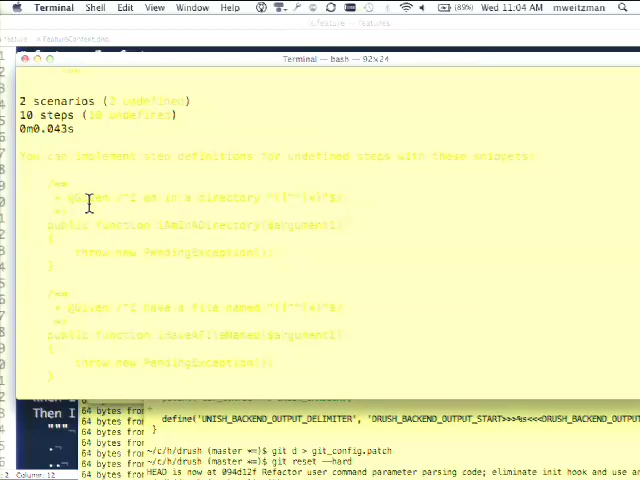 Terminal Shell Edit View Window Help (89%) Wed 11:04 AM mweitzman
Terminal — bash — 92×24
2 scenarios (2 undefined)
10 steps (10 undefined)
0m0.043s
You can implement step definitions for undefined steps with these snippets:
/**
* @Given /^I am in a directory "([^"]*)"$/
*/
public function iAmInADirectory($argument1)
{
throw new PendingException();
}
/**
* @Given /^I have a file named "([^"]*)"$/
*/
public function iHaveAFileNamed($argument1)
{
throw new PendingException();
}
64 bytes from
Then I
64 bytes from
define('UNISH_BACKEND_OUTPUT_DELIMITER', 'DRUSH_BACKEND_OUTPUT_START>>>%s<<<DRUSH_BACKEND_OUTPU
"""
64 bytes from
}
64 bytes from
64 bytes from
~/c/h/drush (master *=)$ git d > git_config.patch
64 bytes from
~/c/h/drush (master *=)$ git reset --hard
64 bytes
HEAD is now at 094d12f Refactor user command parameter parsing code; eliminate init hook and use an
Column: 12